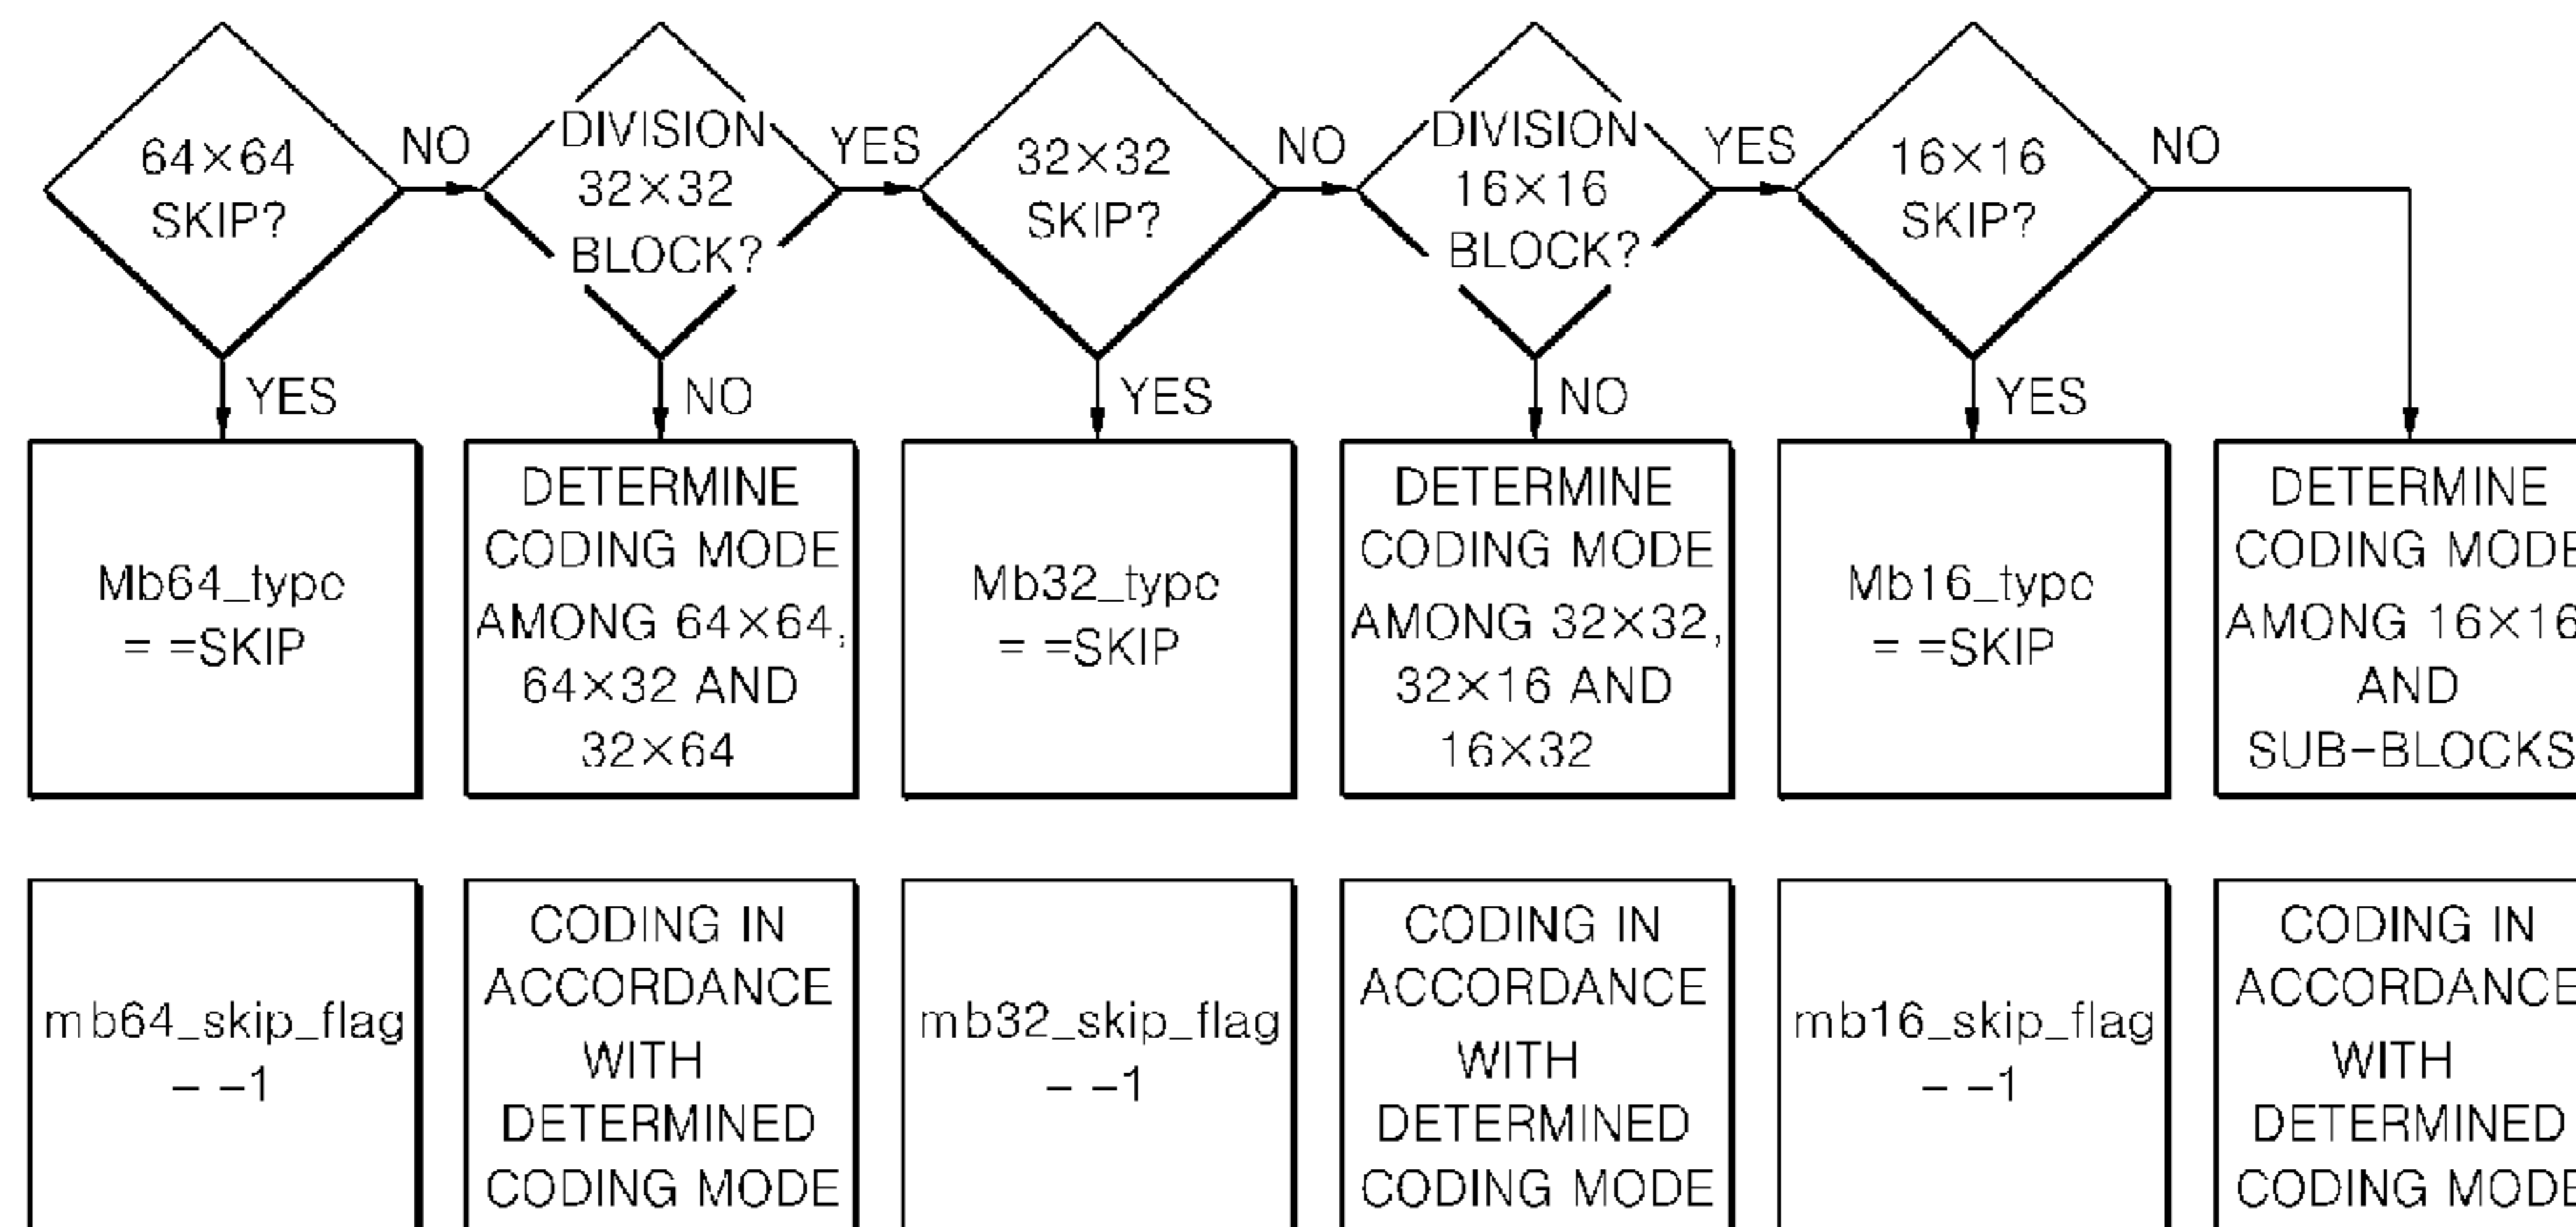 64×64
SKIP?
NO
DIVISION
32×32
BLOCK?
YES
32×32
SKIP?
NO
DIVISION
16×16
BLOCK?
YES
16×16
SKIP?
NO
YES
NO
YES
NO
YES
Mb64_type
= =SKIP
DETERMINE
CODING MODE
AMONG 64×64,
64×32 AND
32×64
Mb32_type
= =SKIP
DETERMINE
CODING MODE
AMONG 32×32,
32×16 AND
16×32
Mb16_type
= =SKIP
DETERMINE
CODING MODE
AMONG 16×16
AND
SUB-BLOCKS
mb64_skip_flag
– –1
CODING IN
ACCORDANCE
WITH
DETERMINED
CODING MODE
mb32_skip_flag
– –1
CODING IN
ACCORDANCE
WITH
DETERMINED
CODING MODE
mb16_skip_flag
– –1
CODING IN
ACCORDANCE
WITH
DETERMINED
CODING MODE